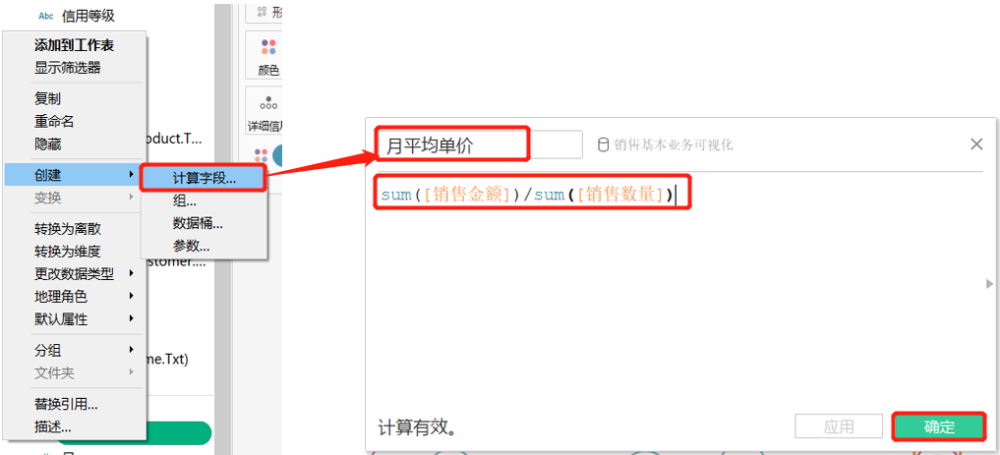 Abc 信用等级
添加到工作表
显示筛选器
复制
重命名
隐藏
创建
变换
转换为离散
转换为维度
更改数据类型
地理角色
默认属性
分组
文件夹
替换引用...
描述...
oduct.T...
stomer....
me.Txt)
计算字段...
组...
数据桶...
参数...
形
颜色
详细信息
月平均单价
销售基本业务可视化
sum([销售金额])/sum([销售数量])
计算有效。
应用
确定